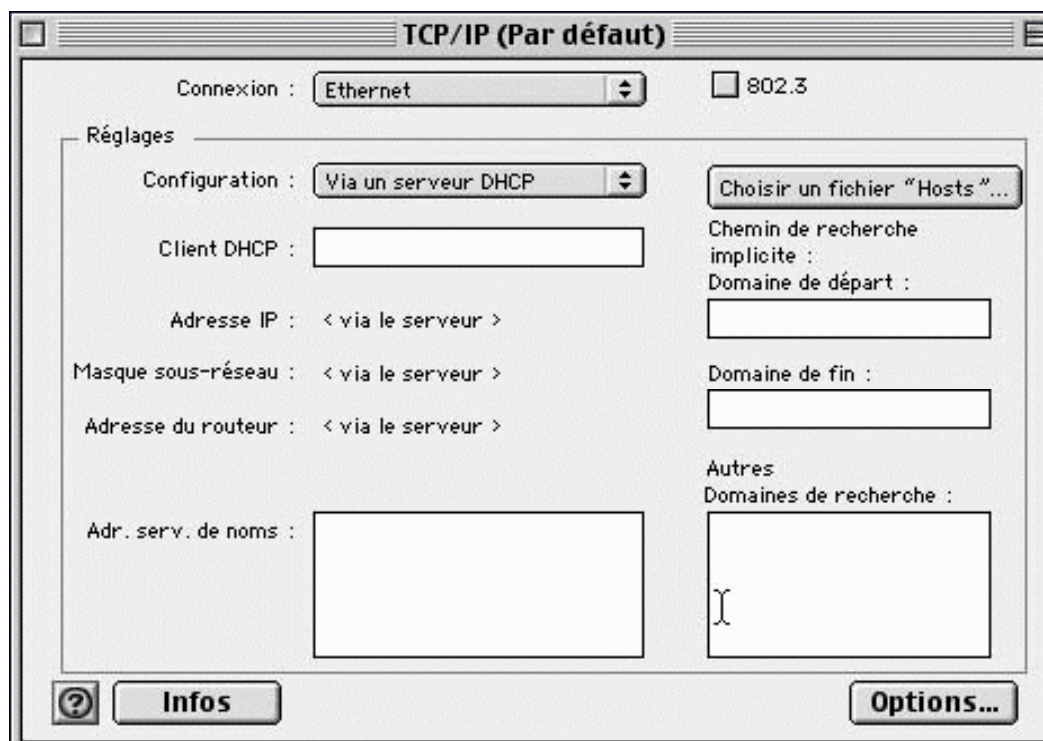 TCP/IP (Par défaut)
Connexion : Ethernet
802.3
Réglages
Configuration : Via un serveur DHCP
Choisir un fichier "Hosts"...
Client DHCP :
Chemin de recherche
implicite :
Domaine de départ :
Adresse IP : < via le serveur >
Masque sous-réseau : < via le serveur >
Domaine de fin :
Adresse du routeur : < via le serveur >
Autres
Domaines de recherche :
Adr. serv. de noms :
?
Infos
Options...